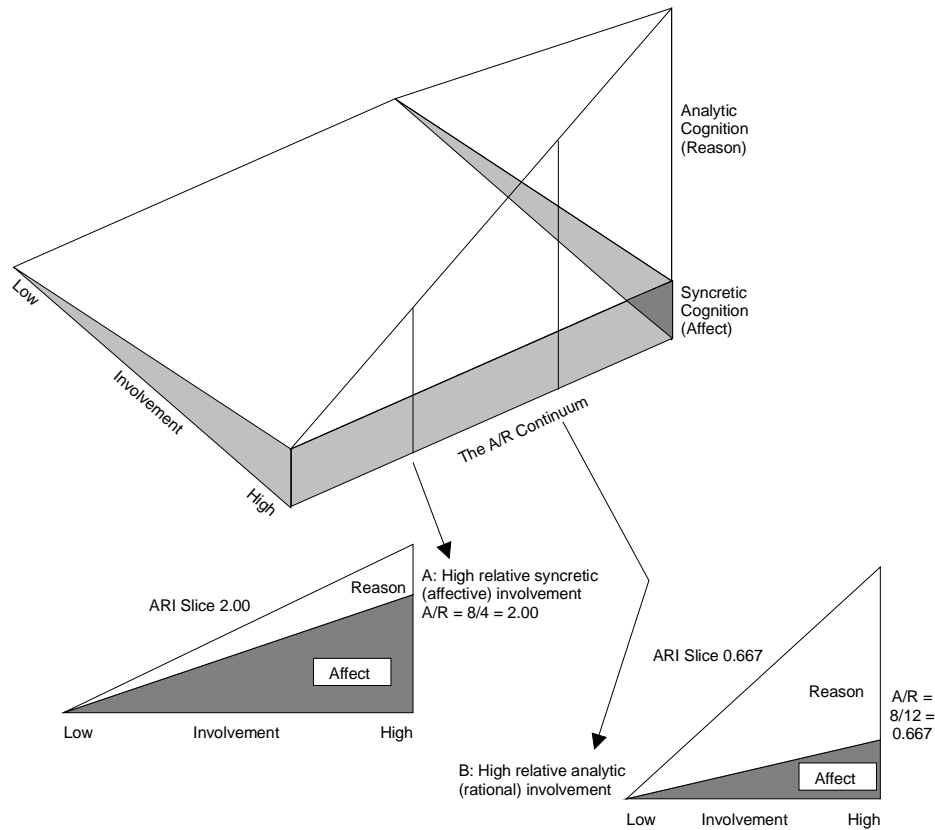 Analytic
Cognition
(Reason)
Low
Syncretic
Cognition
(Affect)
Involvement
The A/R Continuum
High
A: High relative syncretic
(affective) involvement
A/R = 8/4 = 2.00
Reason
ARI Slice 2.00
Affect
Low Involvement High
ARI Slice 0.667
Reason
A/R =
8/12 =
0.667
B: High relative analytic
(rational) involvement
Affect
Low Involvement High